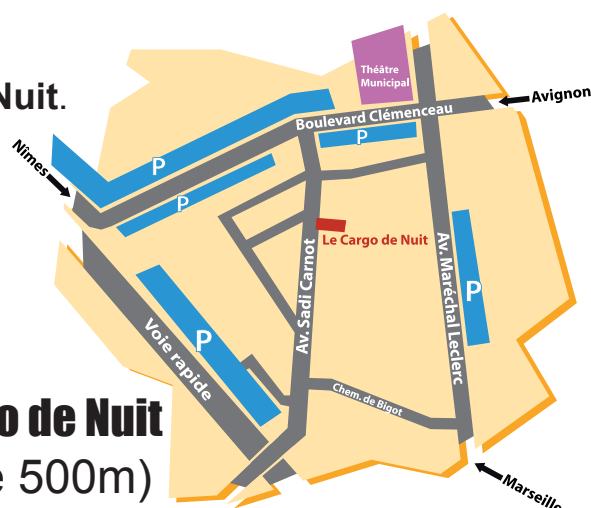 Nuit.
Théâtre
Municipal
Avignon
Boulevard Clémenceau
P
P
P
Nîmes
Le Cargo de Nuit
Av. Sadi Carnot
Av. Maréchal Leclerc
P
P
Voie rapide
Chem. de Bigot
o de Nuit
e 500m)
Marseille